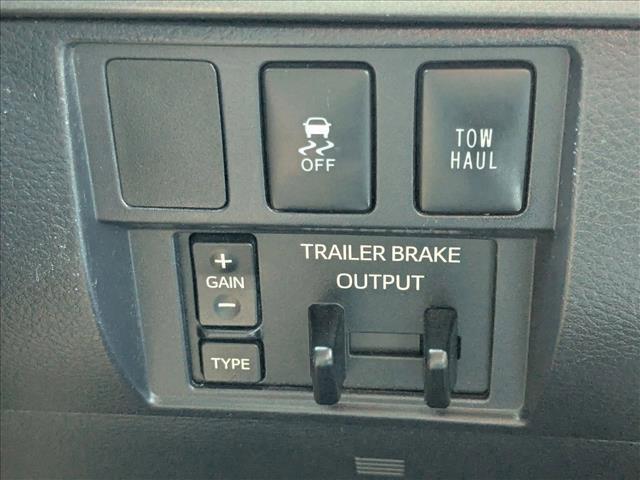 OFF
TOW
HAUL
+
GAIN
-
TYPE
TRAILER BRAKE
OUTPUT